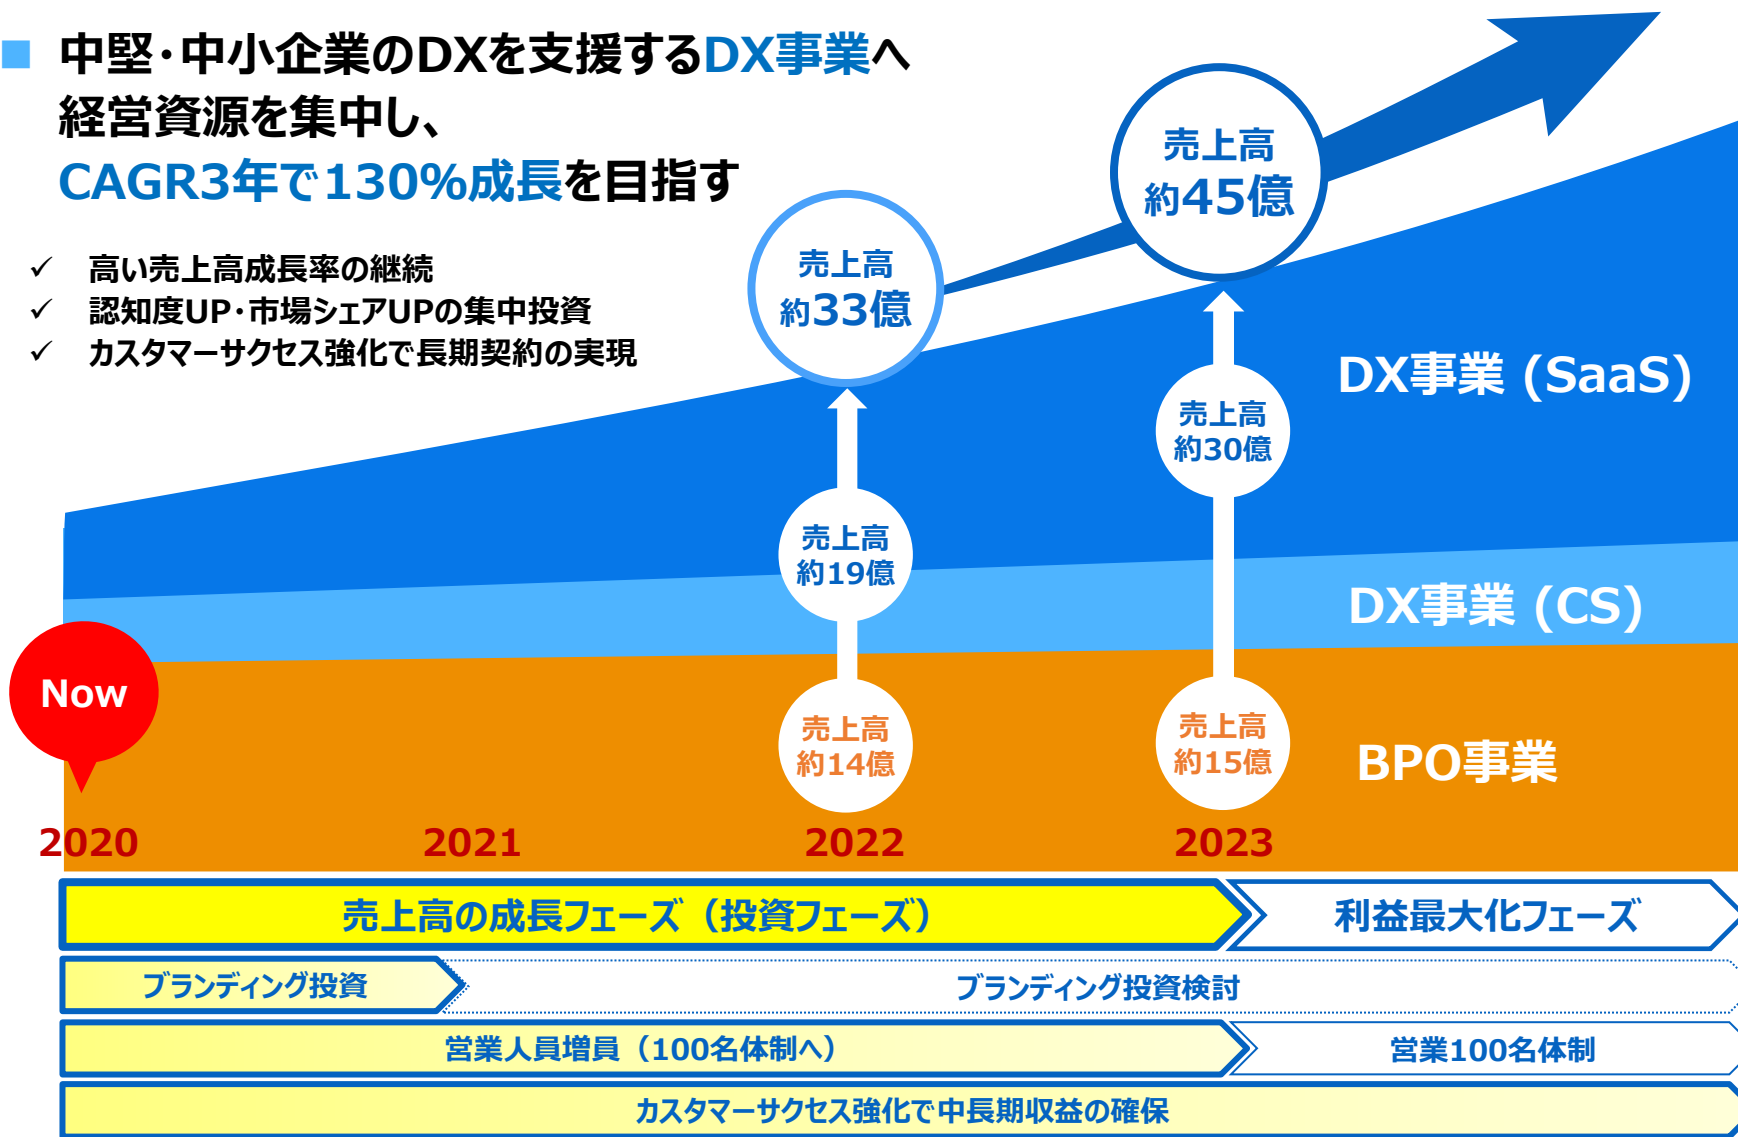 中堅・中小企業のDXを支援するDX事業へ
経営資源を集中し、
CAGR3年で130%成長を目指す
✓ 高い売上高成長率の継続
✓ 認知度UP・市場シェアUPの集中投資
✓ カスタマーサクセス強化で長期契約の実現
売上高
約33億
売上高
約45億
売上高
約19億
売上高
約30億
売上高
約14億
売上高
約15億
DX事業 (SaaS)
DX事業 (CS)
BPO事業
Now
2020
2021
2022
2023
売上高の成長フェーズ（投資フェーズ）
利益最大化フェーズ
ブランディング投資
ブランディング投資検討
営業人員増員（100名体制へ）
営業100名体制
カスタマーサクセス強化で中長期収益の確保